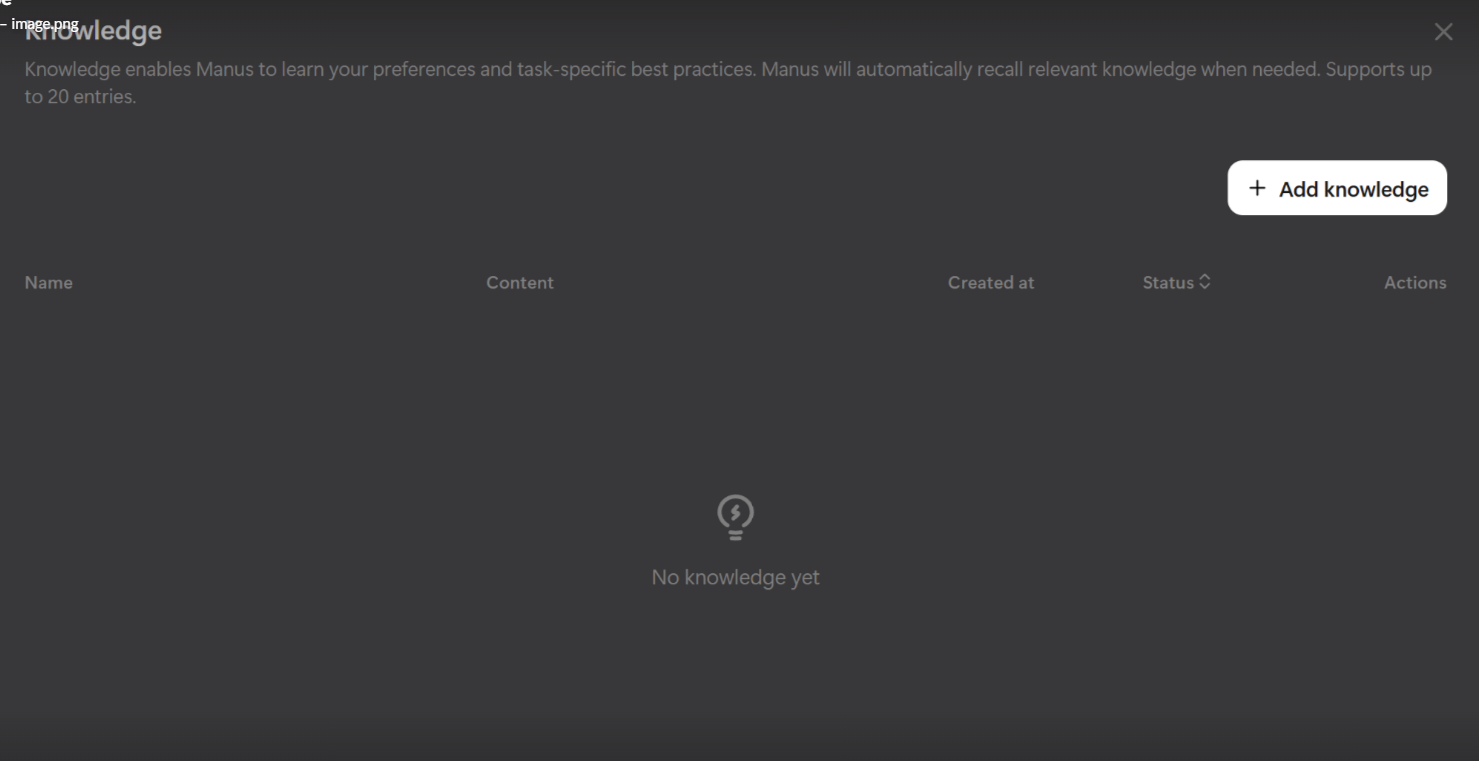 – image.png
Knowledge
Knowledge enables Manus to learn your preferences and task-specific best practices. Manus will automatically recall relevant knowledge when needed. Supports up
to 20 entries.
+ Add knowledge
Name Content Created at Status Actions
No knowledge yet